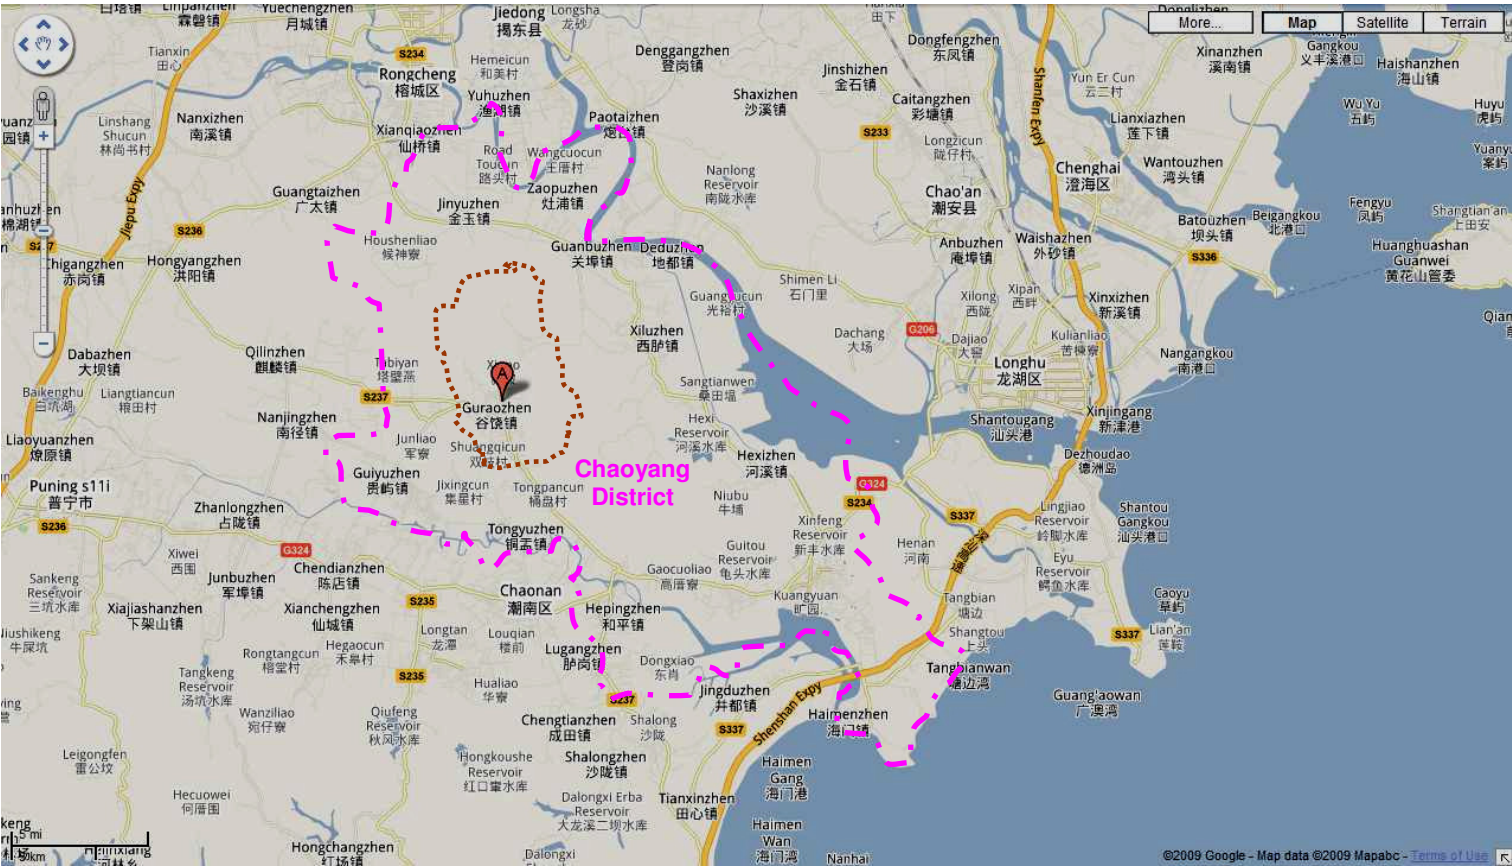 Yuechengzhen
月城镇
霖磐镇
Jiedong
揭东县
Longsha
龙砂
More...
Map
Satellite
Terrain
Tianxin
田心
S234
Rongcheng
榕城区
Hemeicun
和美村
Denggangzhen
登岗镇
Dongfengzhen
东凤镇
Xinanzhen
溪南镇
Gangkou
义丰溪港口
Haishanzhen
海山镇
Jinshizhen
金石镇
Yun Er Cun
云二村
Yuhuzhen
渔湖镇
Shaxizhen
沙溪镇
Caitangzhen
彩塘镇
Shanfen Expy
Wu Yu
五屿
Huyu
虎屿
Linshang
Shucun
林尚书村
Nanxizhen
南溪镇
Xianqiaozhen
仙桥镇
Paotaizhen
炮台镇
S233
Lianxiazhen
莲下镇
Road
Toucun
路头村
Wangcuocun
王厝村
Longzicun
陇仔村
Chenghai
澄海区
Wantouzhen
湾头镇
案屿
Nanlong
Reservoir
南陇水库
Guangtaizhen
广太镇
Zaopuzhen
灶浦镇
Jinyuzhen
金玉镇
Chao'an
潮安县
Fengyu
凤屿
Jiepu Expy
S236
Batouzhen
坝头镇
Beigangkou
北港口
Shangtian'an
上田安
Houshenliao
候神寮
Guanbuzhen
关埠镇
Deduzhen
地都镇
Anbuzhen
庵埠镇
Waishazhen
外砂镇
S336
Huanghuashan
Guanwei
黄花山管委
Chigangzhen
赤岗镇
Hongyangzhen
洪阳镇
Shimen Li
石门里
Guangyucun
光裕村
Xilong
西陇
Xipan
西畔
Xinxizhen
新溪镇
Dabazhen
大坝镇
Qilinzhen
麒麟镇
Xiluzhen
西胪镇
Dachang
大场
G206
Dajiao
大窖
Kulianliao
苦楝寮
Nangangkou
南港口
Tabiyan
塔壁燕
A
Longhu
龙湖区
Baikenghu
白坑湖
Liangtiancun
粮田村
S237
Guraozhen
谷饶镇
Sangtianwen
桑田塭
Nanjingzhen
南径镇
Hexi
Reservoir
河溪水库
Shantougang
汕头港
Xinjingang
新津港
Liaoyuanzhen
燎原镇
Junliao
军寮
Shuangqicun
双岐村
Chaoyang
District
Hexizhen
河溪镇
Dezhoudao
德洲岛
Puning s11i
普宁市
Guiyuzhen
贵屿镇
Jixingcun
集星村
Tongpancun
桶盘村
G324
Niubu
牛埔
S234
S236
Zhanlongzhen
占陇镇
S337
Lingjiao
Reservoir
岭脚水库
Shantou
Gangkou
汕头港口
Tongyuzhen
铜盂镇
Xinfeng
Reservoir
新丰水库
Henan
河南
深汕高速
G324
Xiwei
西围
Guitou
Reservoir
龟头水库
Eyu
Reservoir
鳄鱼水库
Sankeng
Reservoir
三坑水库
Junbuzhen
军埠镇
Chendianzhen
陈店镇
Chaonan
潮南区
Gaocuoliao
高厝寮
Kuangyuan
旷园
Caoyu
草屿
Xiajiashanzhen
下架山镇
Xianchengzhen
仙城镇
S235
Hepingzhen
和平镇
Tangbian
塘边
Niushikeng
牛屎坑
Rongtangcun
榕堂村
Hegaocun
禾皋村
Longtan
龙潭
Louqian
楼前
Lugangzhen
胪岗镇
Shangtou
上头
S337
Lian'an
莲鞍
Tangkeng
Reservoir
汤坑水库
S235
Dongxiao
东肖
Tangbianwan
塘边湾
Hualiao
华寮
S237
Jingduzhen
井都镇
Guang'aowan
广澳湾
Wanziliao
宛仔寮
Qiufeng
Reservoir
秋风水库
Chengtianzhen
成田镇
Shalong
沙陇
S337
Shenshan Expy
Haimenzhen
海门镇
Leigongfen
雷公坟
Hongkoushe
Reservoir
红口輋水库
Shalongzhen
沙陇镇
Haimen
Gang
海门港
Hecuowei
何厝围
Dalongxi Erba
Reservoir
大龙溪二坝水库
Tianxinzhen
田心镇
Haimen
Wan
海门湾
5 mi
5 km
Hongchangzhen
红场镇
Dalongxi
Nanhai
©2009 Google - Map data ©2009 Mapabc - Terms of Use